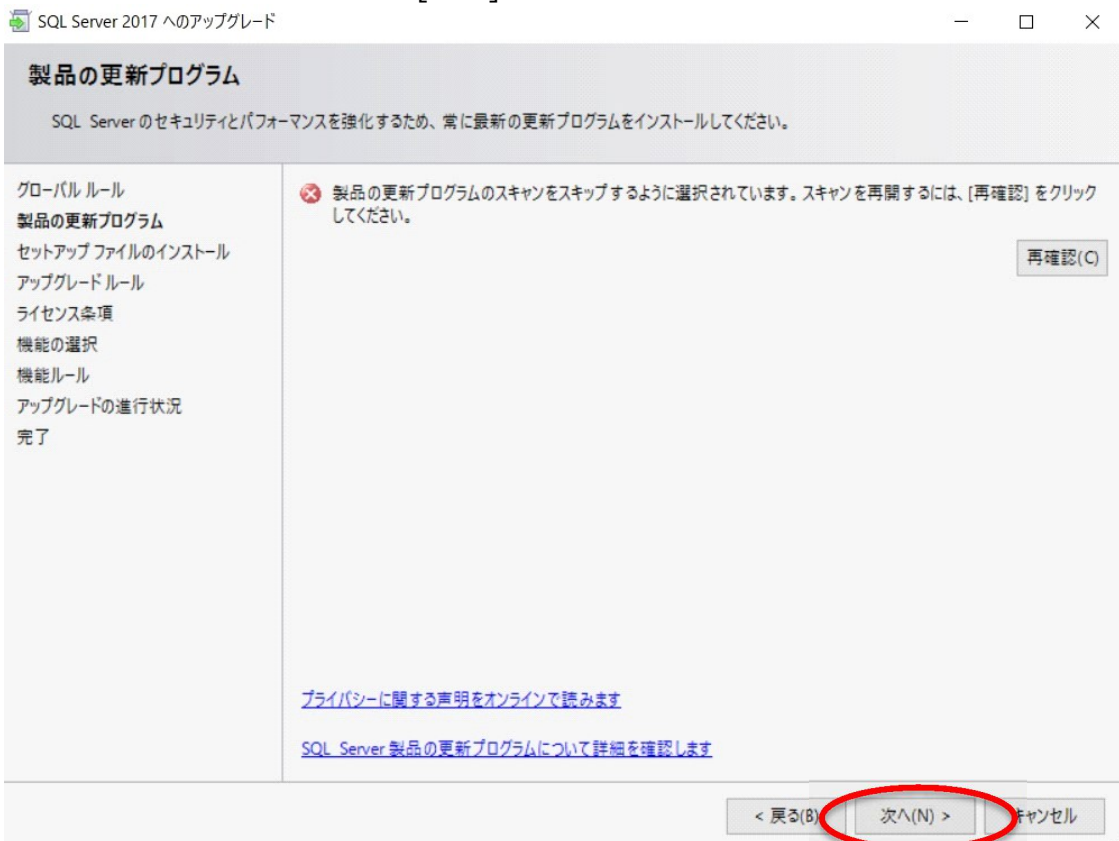 SQL Server 2017 へのアップグレード
製品の更新プログラム
SQL Server のセキュリティとパフォーマンスを強化するため、常に最新の更新プログラムをインストールしてください。
グローバル ルール
製品の更新プログラム
セットアップ ファイルのインストール
アップグレード ルール
ライセンス条項
機能の選択
機能ルール
アップグレードの進行状況
完了
製品の更新プログラムのスキャンをスキップするように選択されています。スキャンを再開するには、[再確認] をクリック
してください。
再確認(C)
プライバシーに関する声明をオンラインで読みます
SQL Server 製品の更新プログラムについて詳細を確認します
< 戻る(B) 次へ(N) > キャンセル